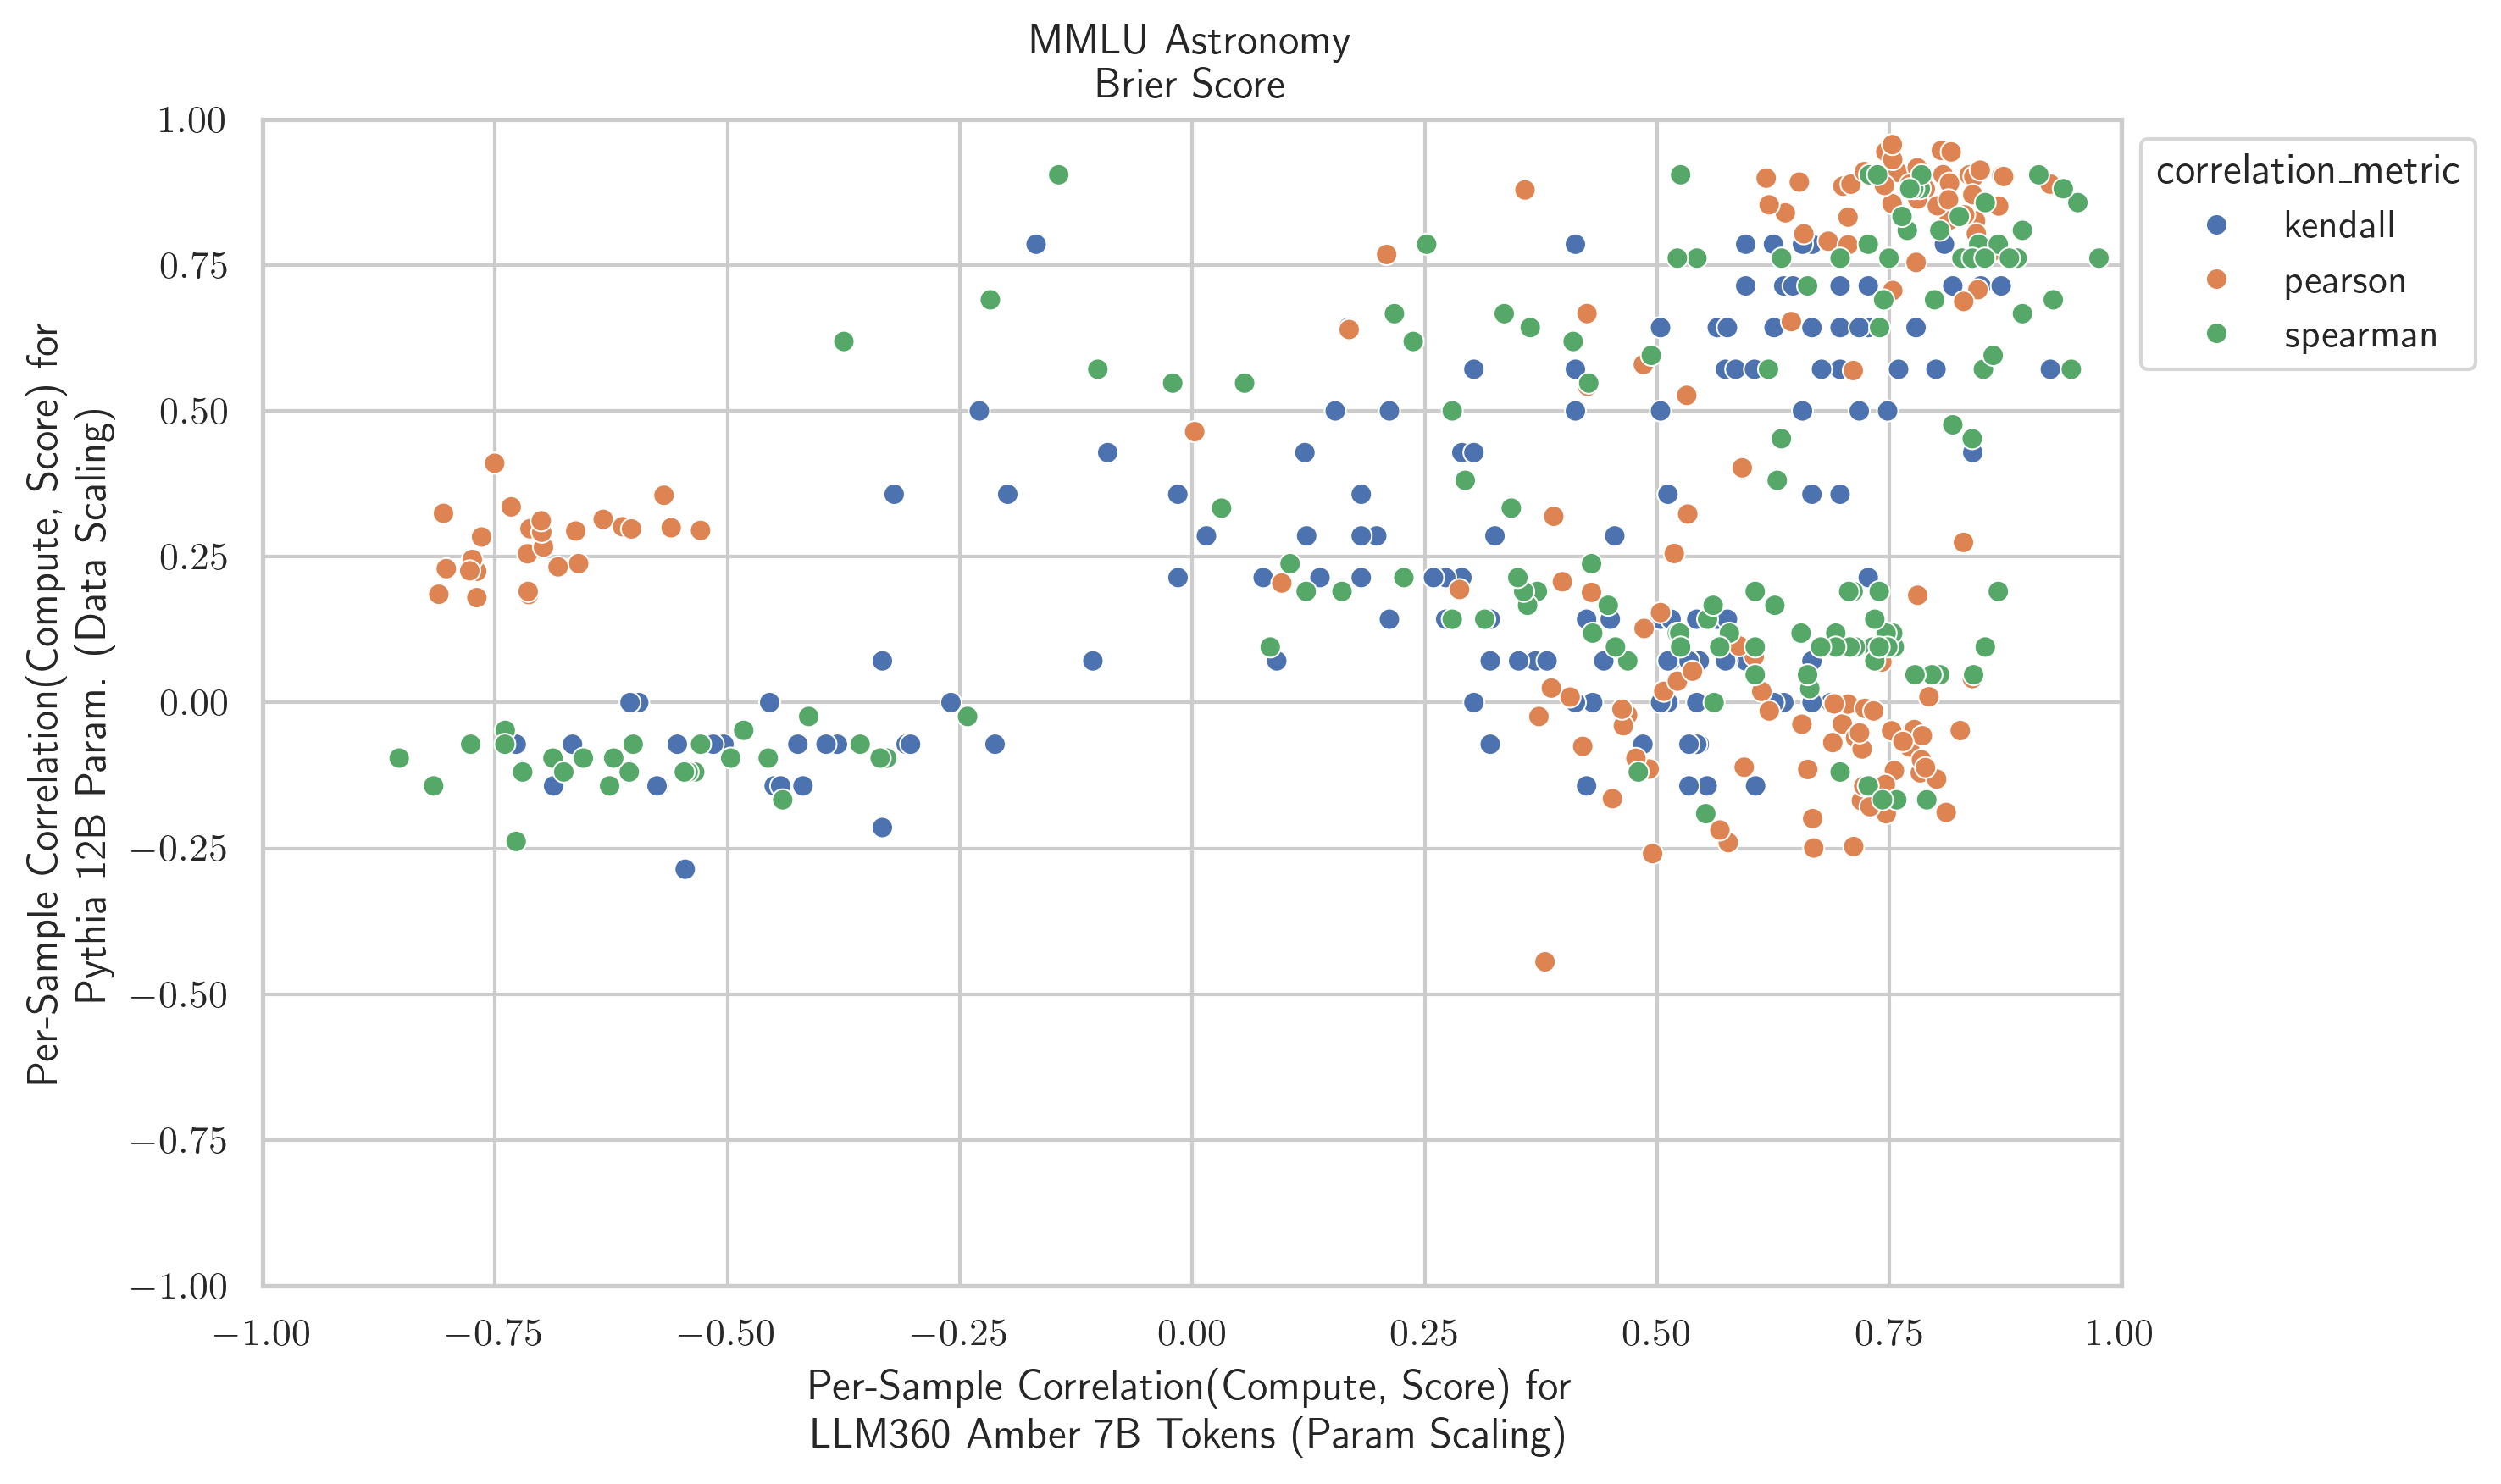 MMLU Astronomy
Brier Score
Per-Sample Correlation(Compute, Score) for
Pythia 12B Param. (Data Scaling)
1.00
0.75
0.50
0.25
0.00
−0.25
−0.50
−0.75
−1.00
−1.00 −0.75 −0.50 −0.25 0.00 0.25 0.50 0.75 1.00
Per-Sample Correlation(Compute, Score) for
LLM360 Amber 7B Tokens (Param Scaling)
correlation_metric
kendall
pearson
spearman